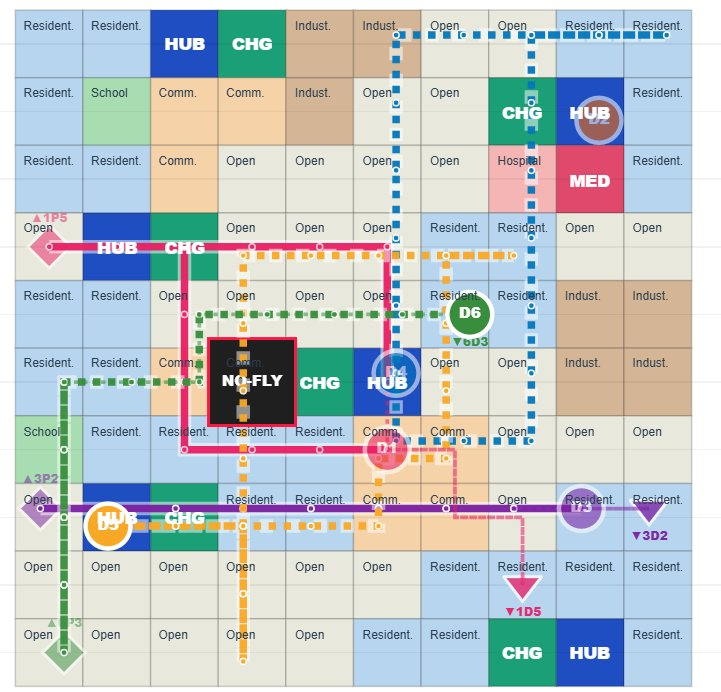 Resident. Resident. HUB CHG Indust. Indust. Open Open Resident. Resident.
Resident. School Comm. Comm. Indust. Open Open CHG HUB D2 Resident.
Resident. Resident. Comm. Open Open Open Open Hospital MED Resident.
▲1P5
Open HUB CHG Open Open Open Resident. Resident. Open Open
Resident. Resident. Open Open Open Open Resident. D6 Resident. Indust. Indust.
▼6D3
Resident. Resident. Comm. Comm. NO-FLY CHG HUB D4 Open Open Indust. Indust.
School Resident. Resident. Resident. Resident. Comm. D1 Comm. Open Open Open
▲3P2
Open HUB D5 CHG Resident. Resident. Comm. Comm. Open Resident. D3 Resident.
▼3D2
Open Open Open Open Open Open Resident. Resident. Resident. Resident.
▼1D5
Open Open Open Open Open Resident. Resident. CHG HUB Resident.